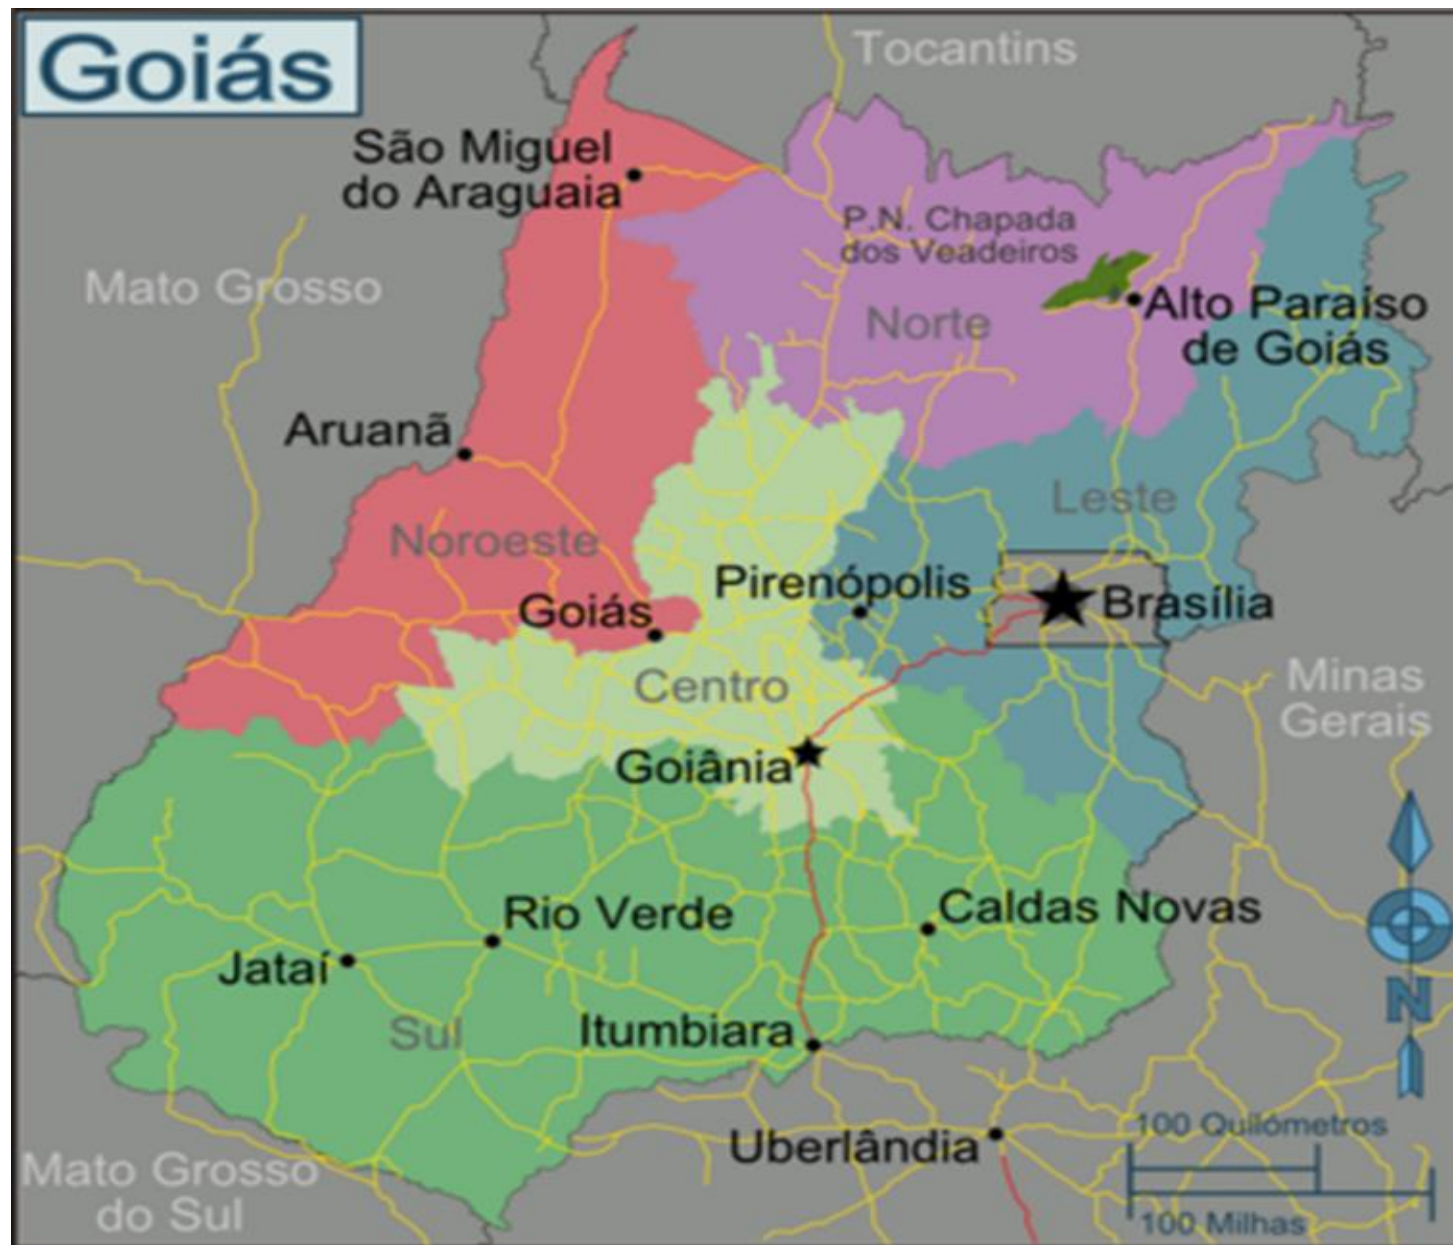 Goiás
Tocantins
São Miguel
do Araguaia
P.N. Chapada
dos Veadeiros
Mato Grosso
Alto Paraíso
de Goiás
Norte
Aruanã
Leste
Noroeste
Pirenópolis
Brasília
Goiás
Centro
Minas
Gerais
Goiânia
Rio Verde
Caldas Novas
Jataí
Itumbiara
Sul
N
100 Quilómetros
Uberlândia
Mato Grosso
do Sul
100 Milhas